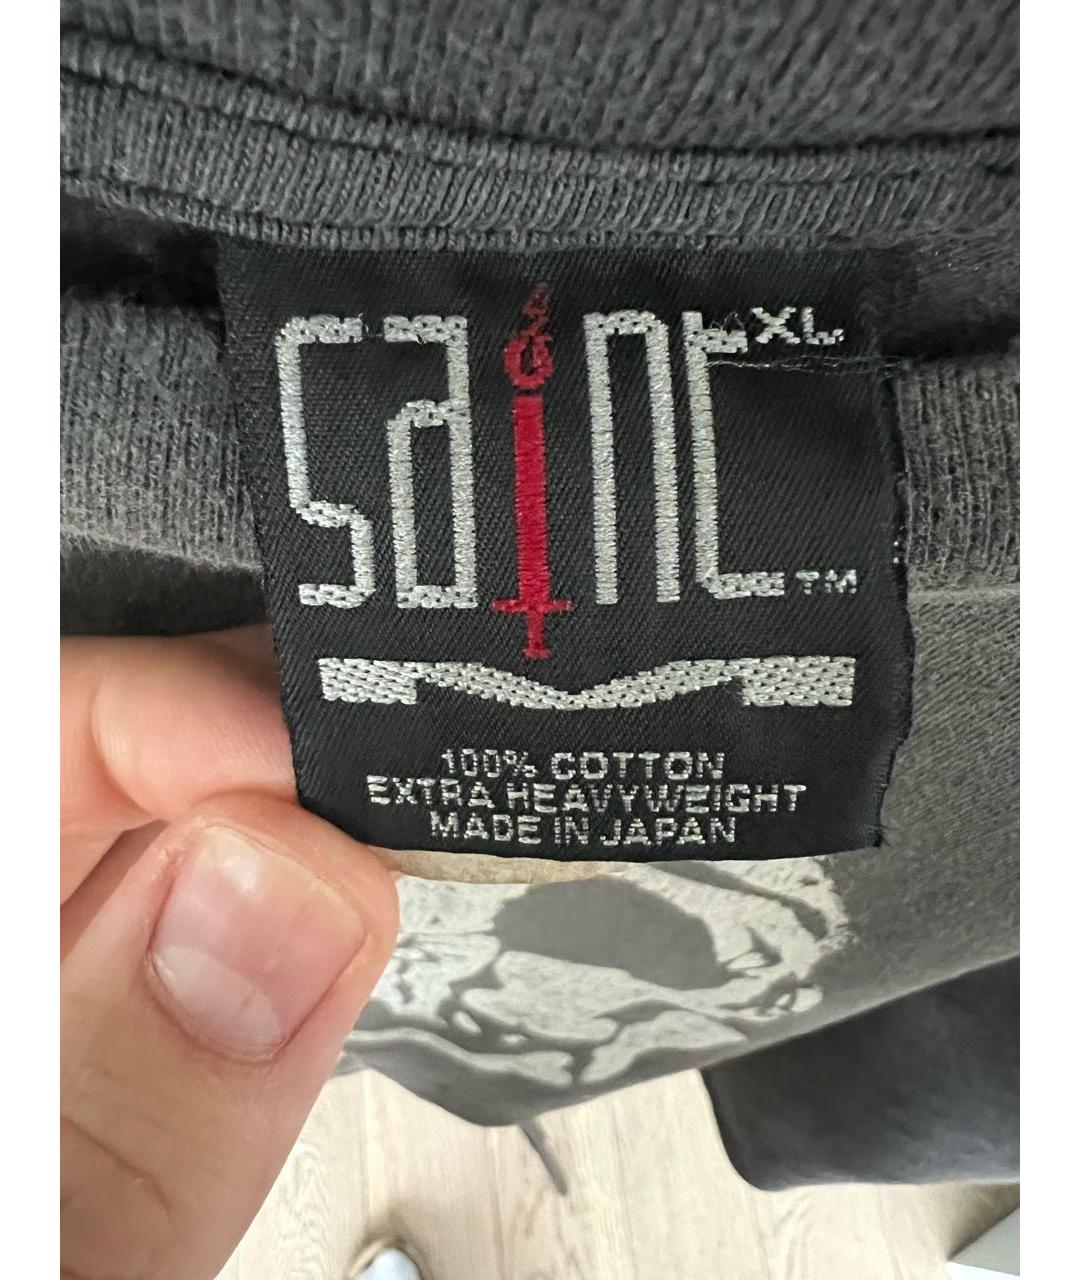 SAINT XL
TM
100% COTTON
EXTRA HEAVYWEIGHT
MADE IN JAPAN